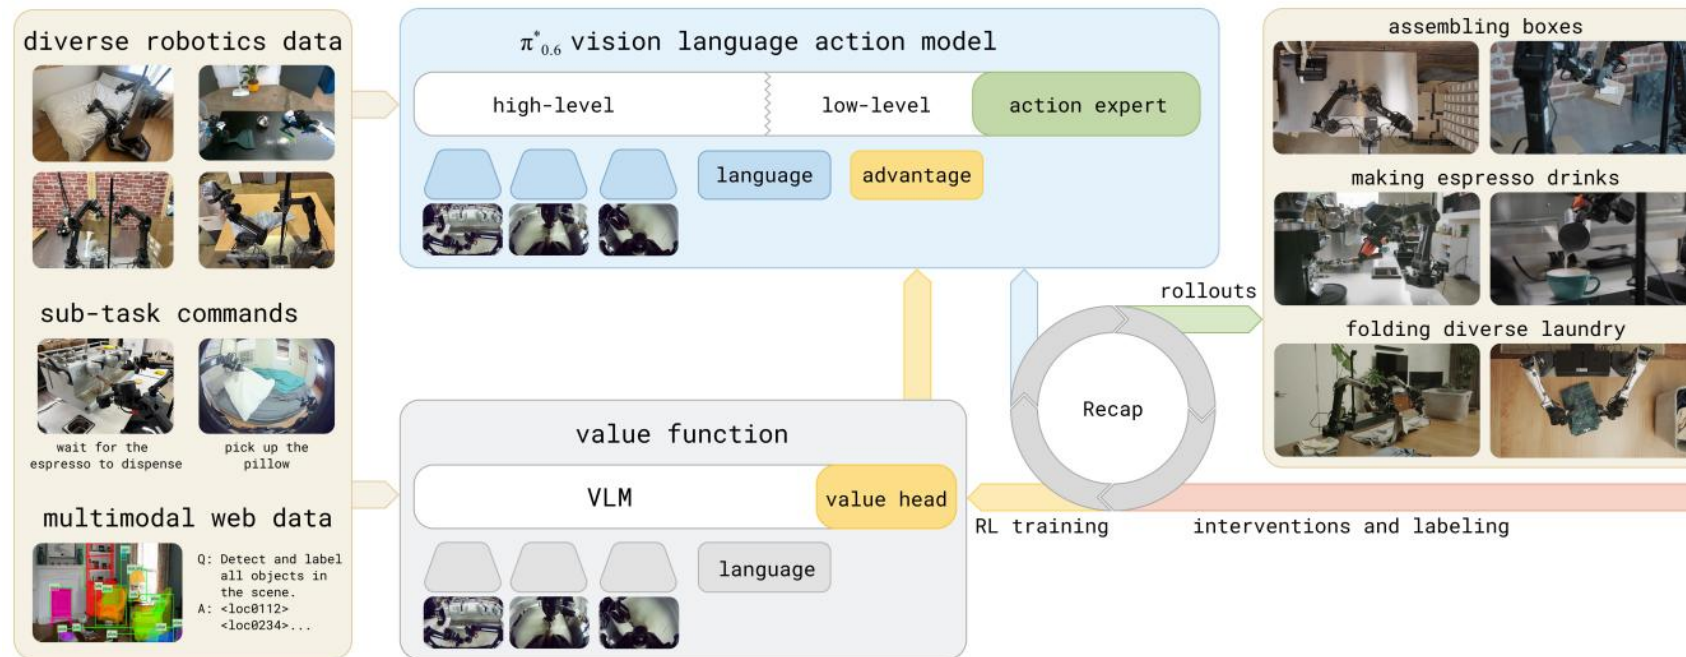 diverse robotics data
sub-task commands
wait for the
espresso to dispense
pick up the
pillow
multimodal web data
Q: Detect and label
all objects in
the scene.
A: <loc0112>
<loc0234>...
π*0.6 vision language action model
high-level
low-level
action expert
language
advantage
value function
VLM
value head
language
Recap
rollouts
RL training
interventions and labeling
assembling boxes
making espresso drinks
folding diverse laundry